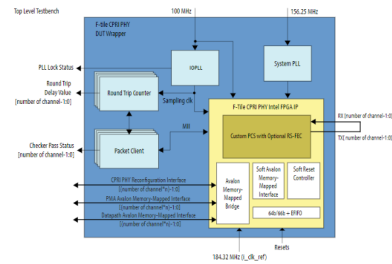 Top Level Testbench
100 MHz
156.25 MHz
F-tile CPRI PHY
DUT Wrapper
PLL Lock Status
IOPLL
System PLL
Round Trip
Delay Value
[number of channel-1:0]
Round Trip Counter
Sampling clk
F-Tile CPRI PHY Intel FPGA IP
RX [number of channel-1:0]
TX[number of channel-1:0]
Custom PCS with Optional RS-FEC
Checker Pass Status
[number of channel-1:0]
Packet Client
MII
CPRI PHY Reconfiguration Interface
[(number of channel*n)-1:0]
PMA Avalon Memory-Mapped Interface
[(number of channel*n)-1:0]
Datapath Avalon Memory-Mapped Interface
[(number of channel*n)-1:0]
Avalon
Memory-
Mapped
Bridge
Soft Avalon
Memory-
Mapped
Interface
Soft Reset
Controller
64b/66b + EFIFO
184.32 MHz (i_clk_ref)
Resets